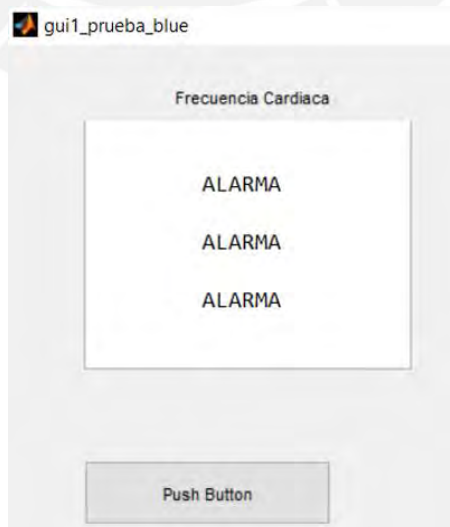 gui1_prueba_blue
Frecuencia Cardiaca
ALARMA
ALARMA
ALARMA
Push Button